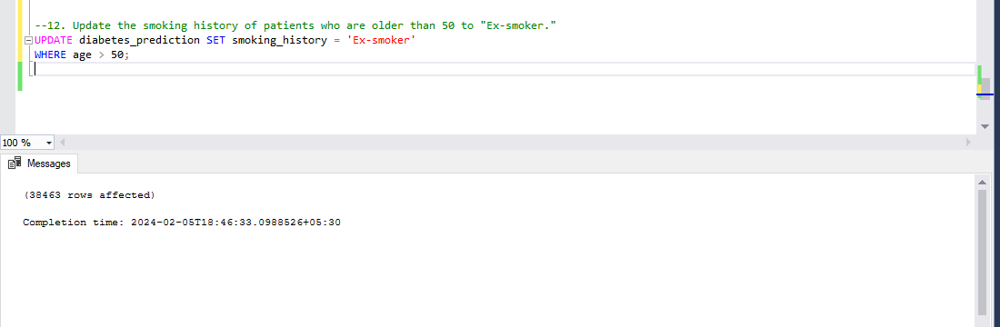 --12. Update the smoking history of patients who are older than 50 to "Ex-smoker."
UPDATE diabetes_prediction SET smoking_history = 'Ex-smoker'
WHERE age > 50;
100 %
Messages
(38463 rows affected)
Completion time: 2024-02-05T18:46:33.0988526+05:30